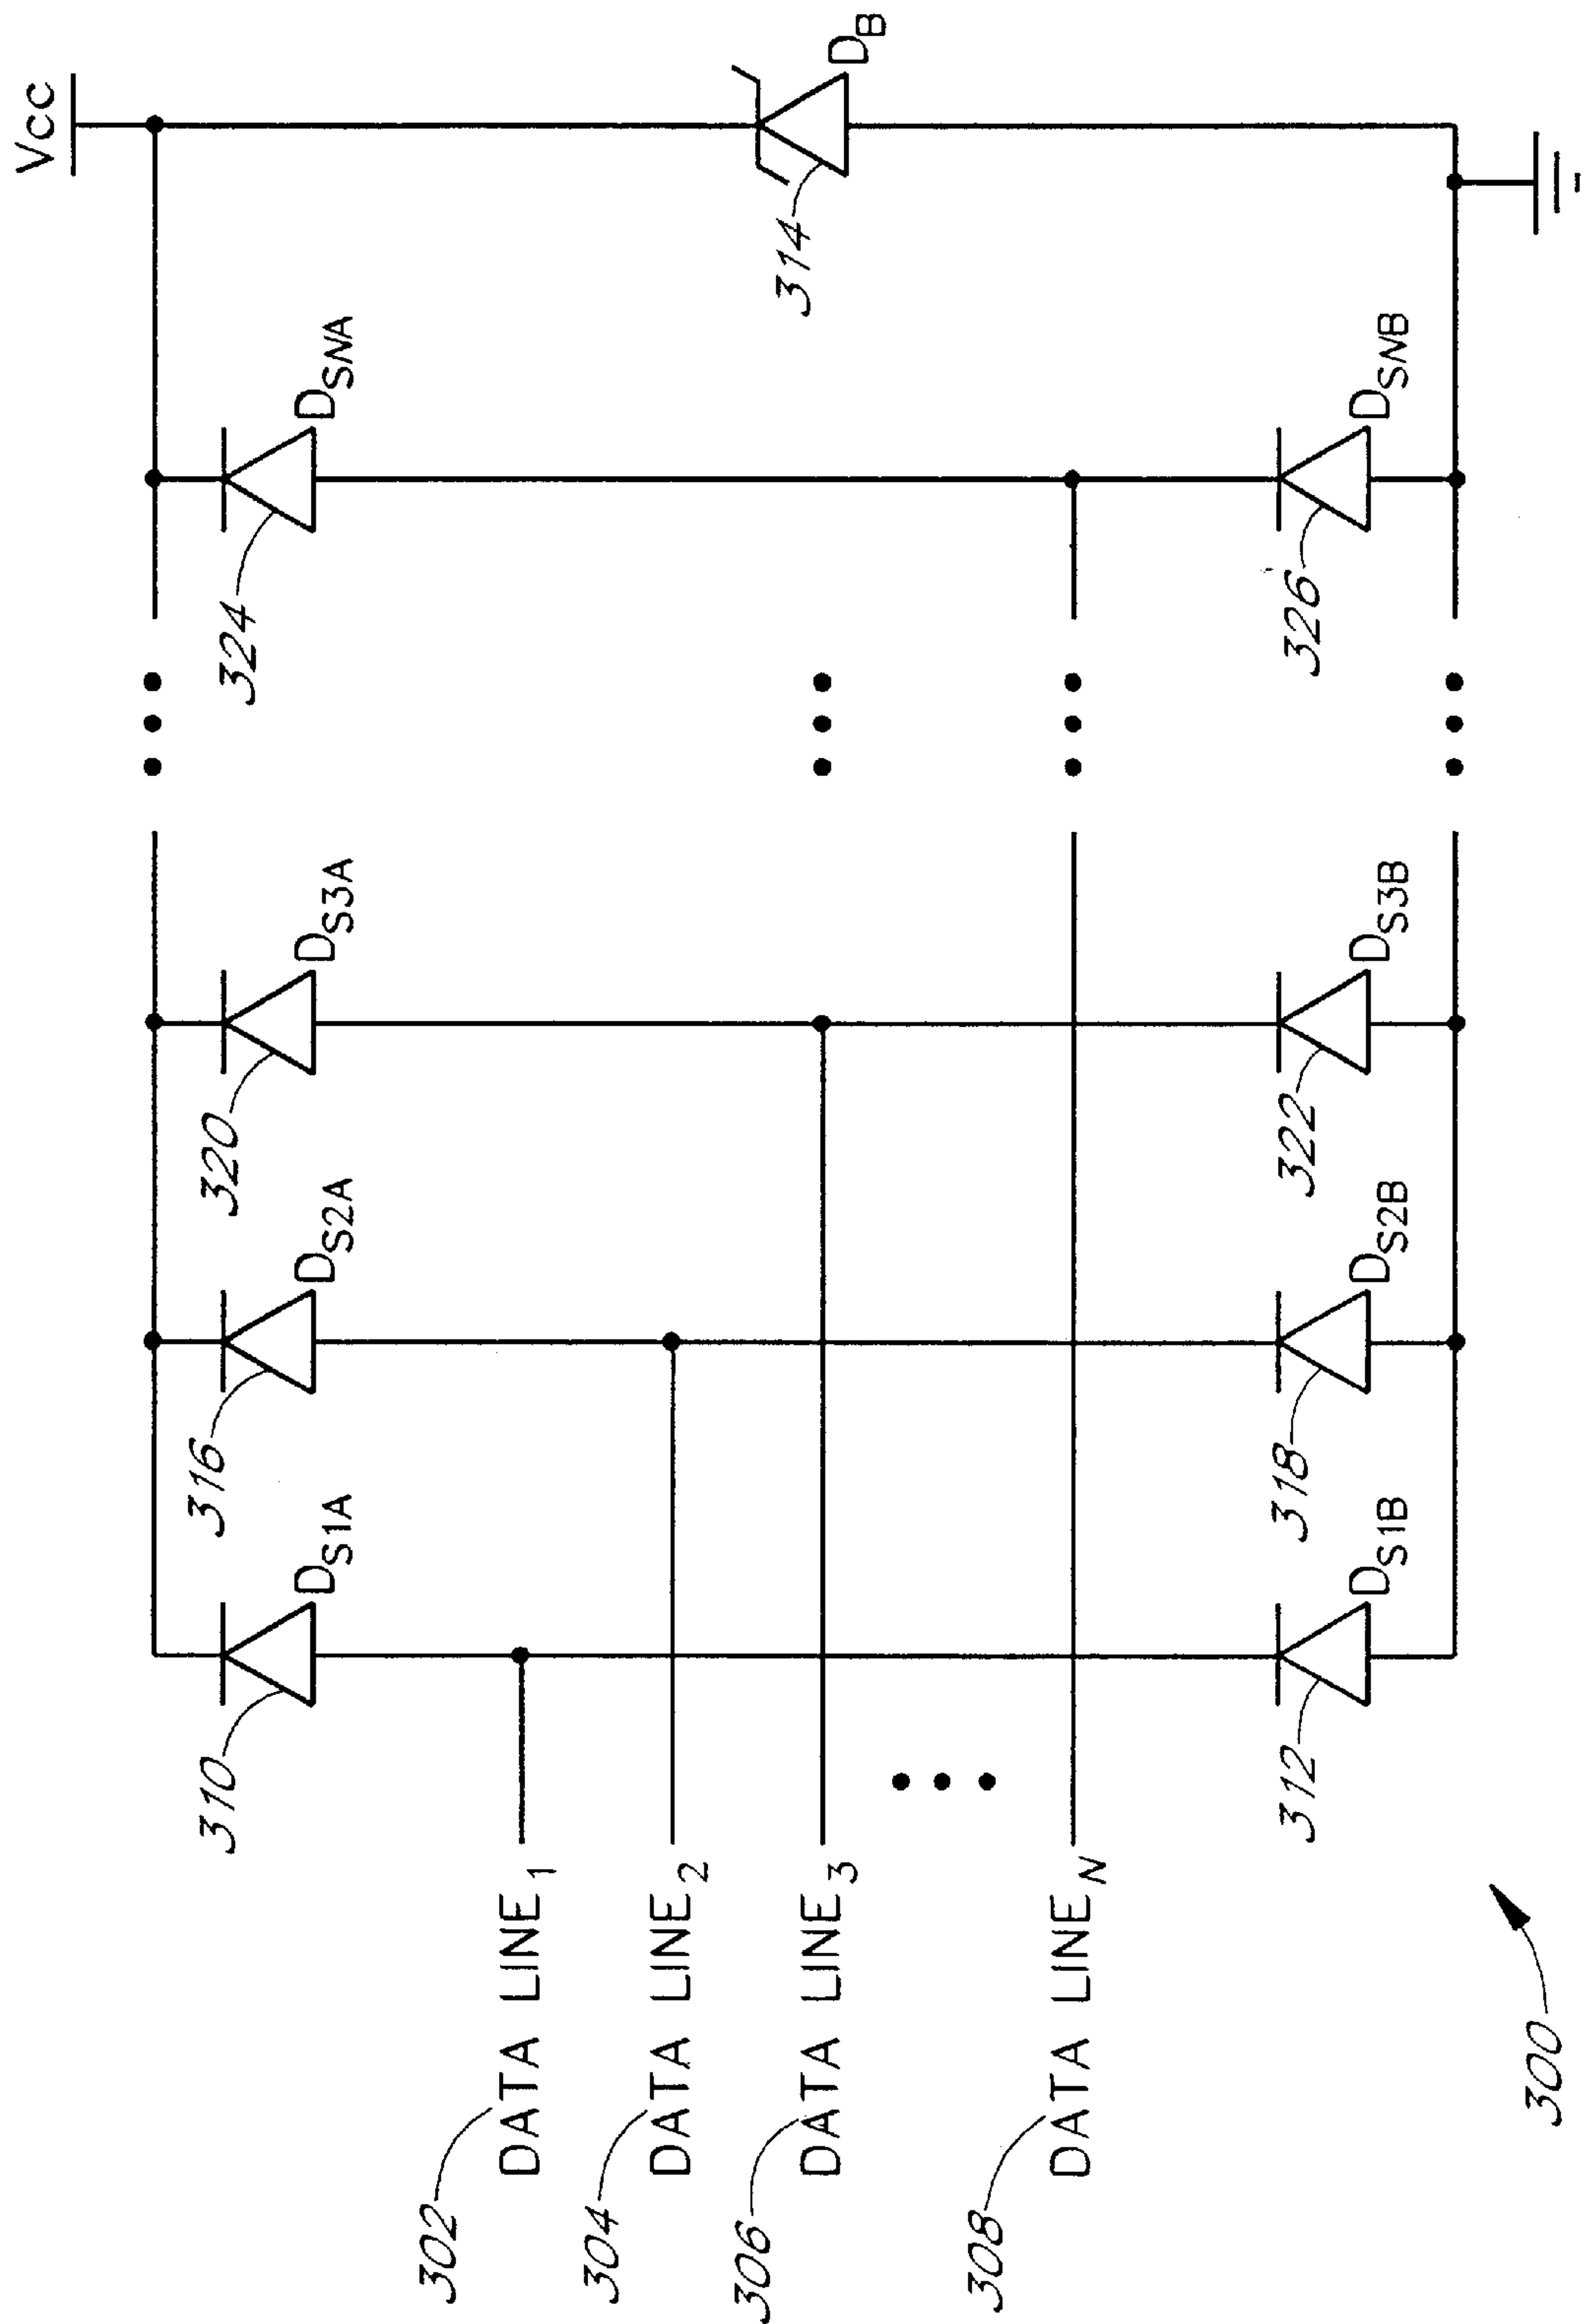 Vcc
324
D_SNA
320
D_S3A
316
D_S2A
310
D_S1A
314
D_B
302
DATA LINE_1
304
DATA LINE_2
306
DATA LINE_3
308
DATA LINE_N
312
D_S1B
318
D_S2B
322
D_S3B
326
D_SNB
300